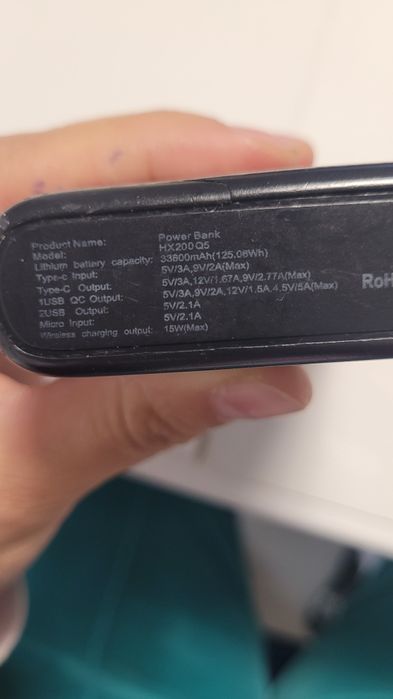 Product Name: Power Bank
Model: HX200Q5
Lithium battery capacity: 33800mAh(125.06Wh)
Type-c Input: 5V/3A,9V/2A(Max)
Type-C Output: 5V/3A,12V/1.67A,9V/2.77A(Max)
1USB QC Output: 5V/3A,9V/2A,12V/1.5A,4.5V/5A(Max)
2USB Output: 5V/2.1A
Micro Input: 5V/2.1A
Wireless charging output: 15W(Max)
RoH